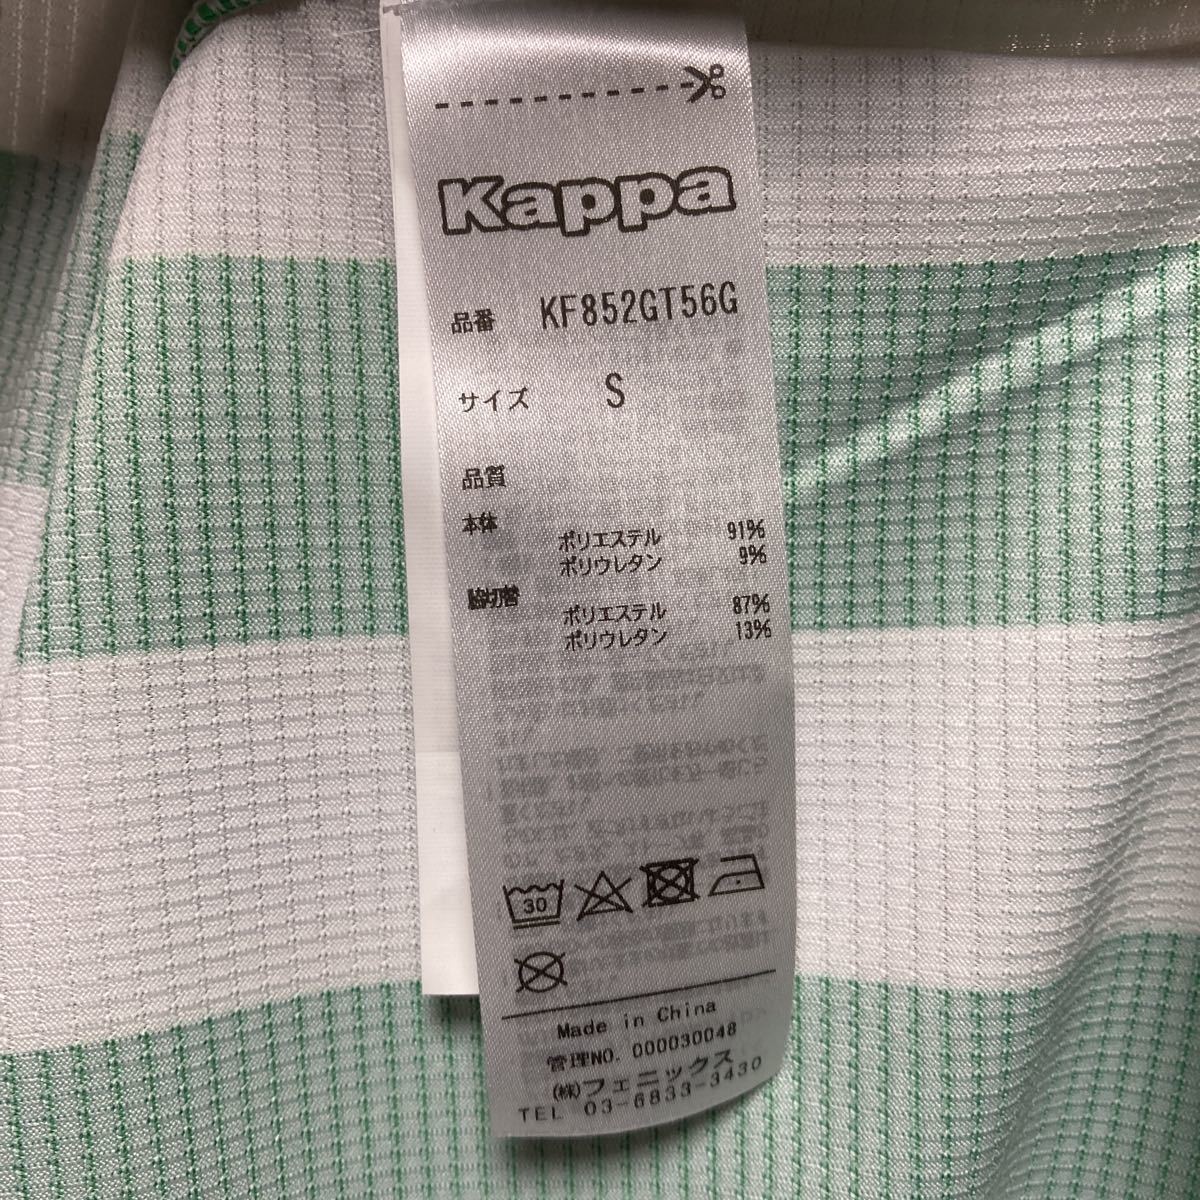 Kappa
品番 KF852GT56G
サイズ S
品質
本体
ポリエステル 91%
ポリウレタン 9%
脇切替
ポリエステル 87%
ポリウレタン 13%
30
Made in China
管理NO. 000030048
(株)フェニックス
TEL 03-6833-3430